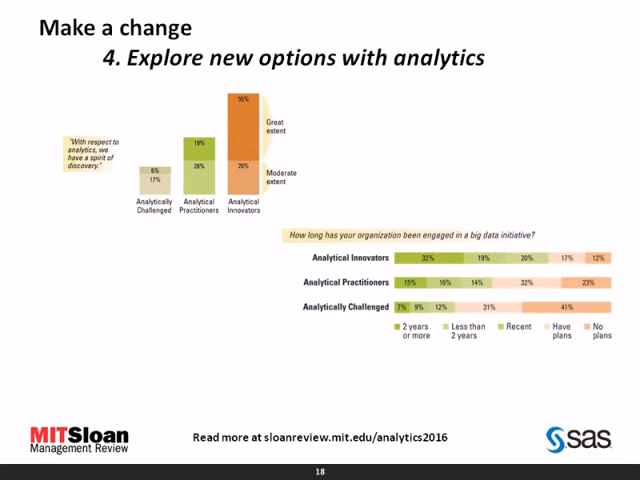 Make a change
4. Explore new options with analytics
"With respect to
analytics, we
have a spirit of
discovery."
6%
17%
19%
28%
55%
28%
Great
extent
Moderate
extent
Analytically
Challenged
Analytical
Practitioners
Analytical
Innovators
How long has your organization been engaged in a big data initiative?
Analytical Innovators 32% 19% 20% 17% 12%
Analytical Practitioners 15% 16% 14% 32% 23%
Analytically Challenged 7% 9% 12% 31% 41%
2 years
or more
Less than
2 years
Recent
Have
plans
No
plans
MITSloan
Management Review
Read more at sloanreview.mit.edu/analytics2016
sas
18